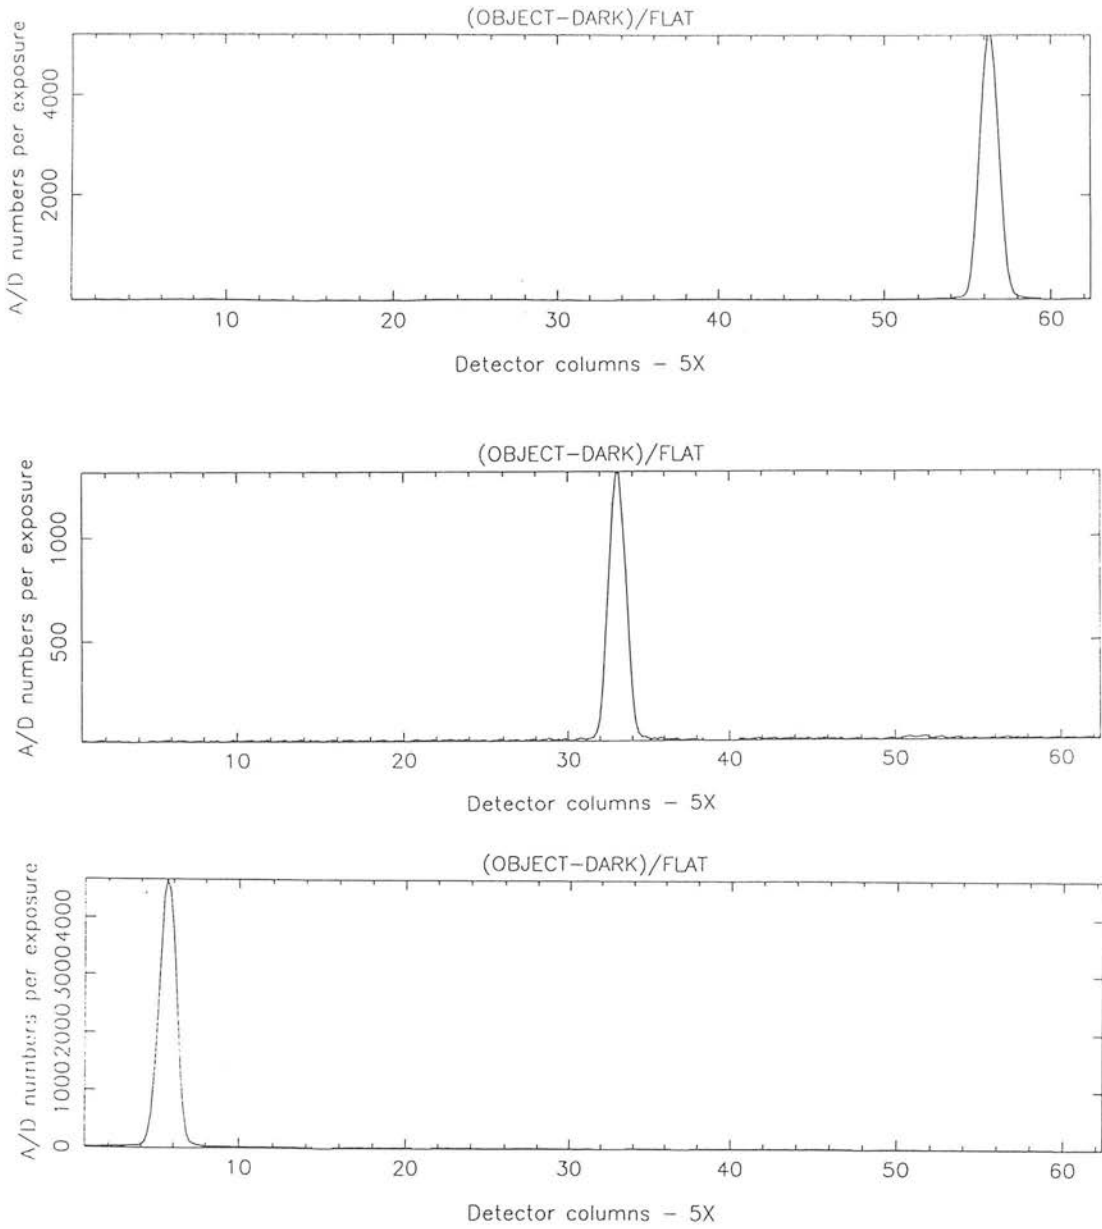 (OBJECT–DARK)/FLAT
A/D numbers per exposure
4000
2000
10 20 30 40 50 60
Detector columns – 5X
(OBJECT–DARK)/FLAT
A/D numbers per exposure
1000
500
10 20 30 40 50 60
Detector columns – 5X
(OBJECT–DARK)/FLAT
A/D numbers per exposure
4000
3000
2000
1000
0
10 20 30 40 50 60
Detector columns – 5X